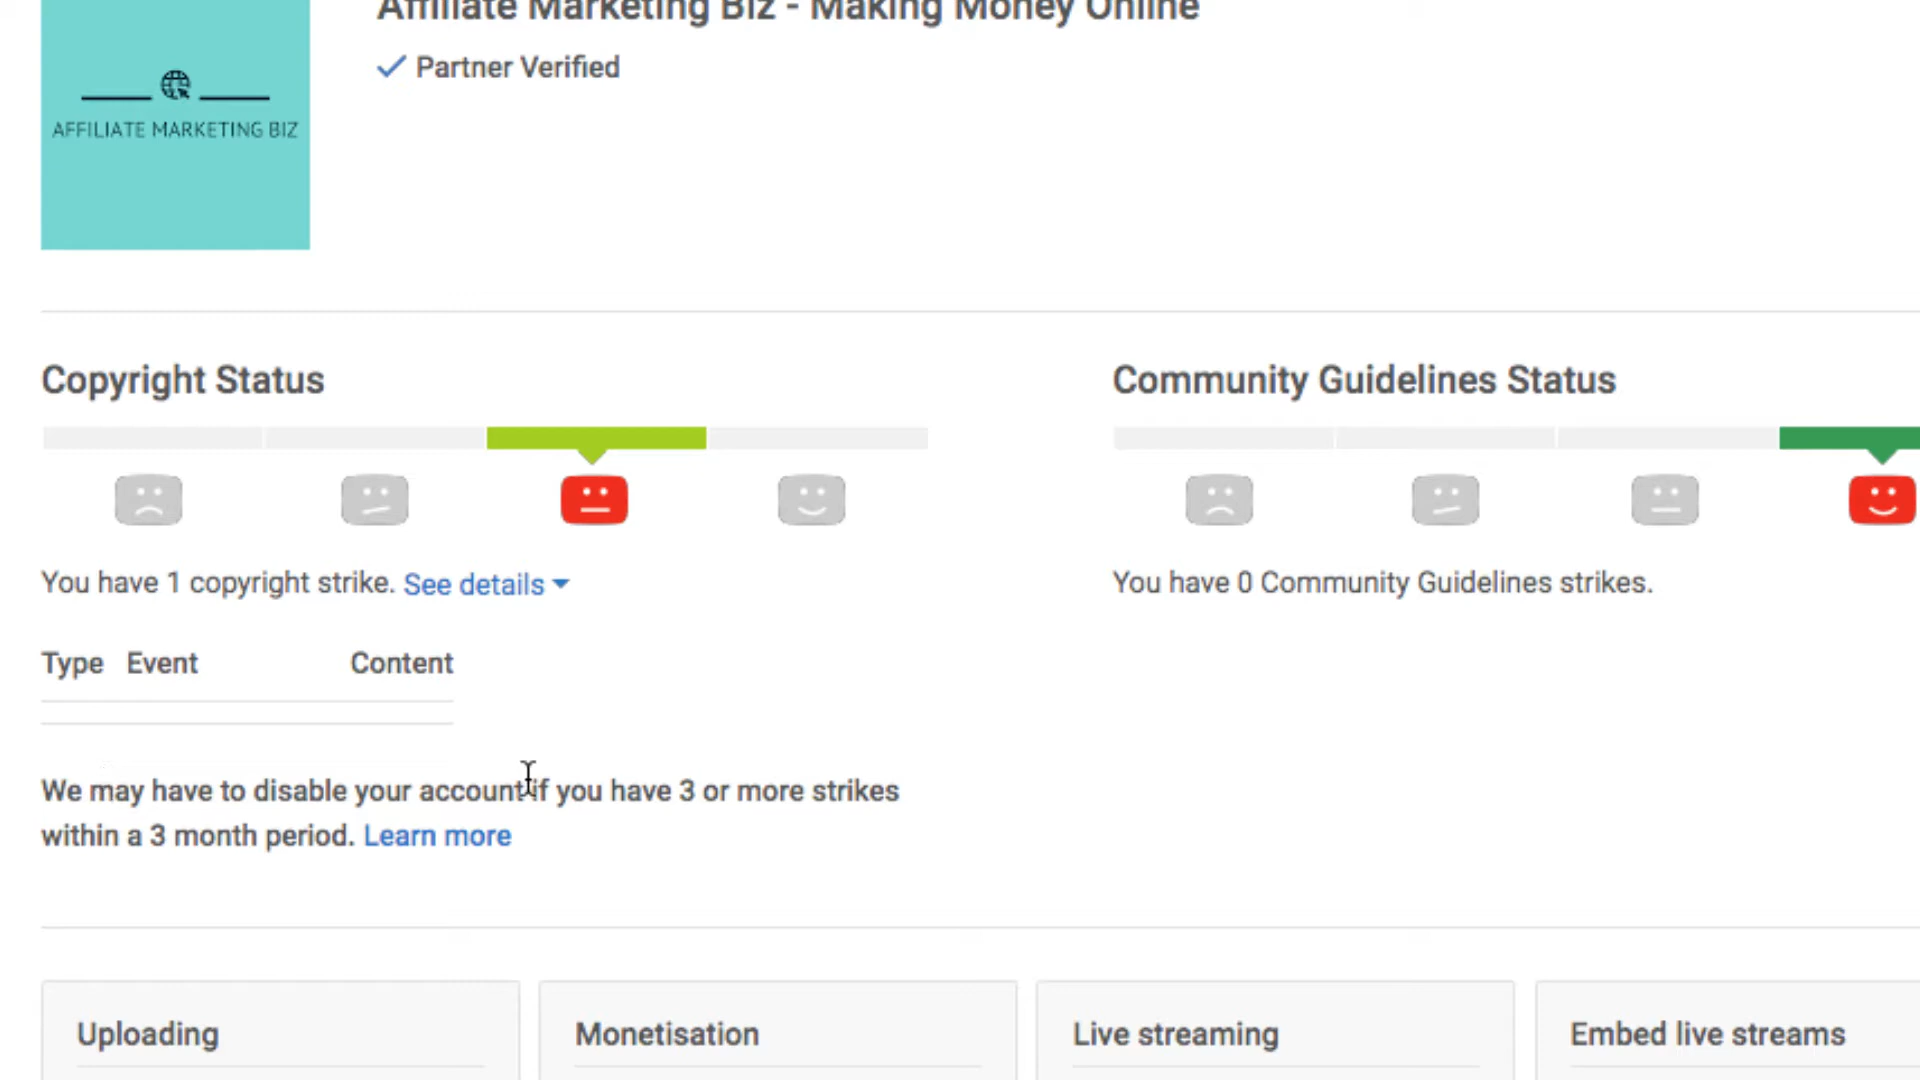 Affiliate Marketing Biz - Making Money Online
Partner Verified
AFFILIATE MARKETING BIZ
Copyright Status
Community Guidelines Status
You have 1 copyright strike. See details
You have 0 Community Guidelines strikes.
Type Event Content
We may have to disable your account if you have 3 or more strikes
within a 3 month period. Learn more
Uploading
Monetisation
Live streaming
Embed live streams